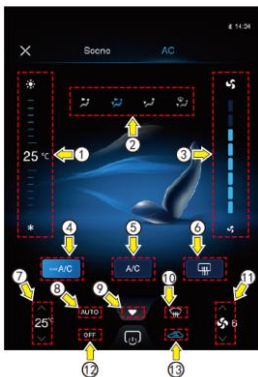 14:34
Scene AC
25 °C
① ② ③
④ ⑤ ⑥
A/C A/C
⑦ ⑧ ⑨ ⑩ ⑪
25° AUTO 6
OFF
⑫ ⑬